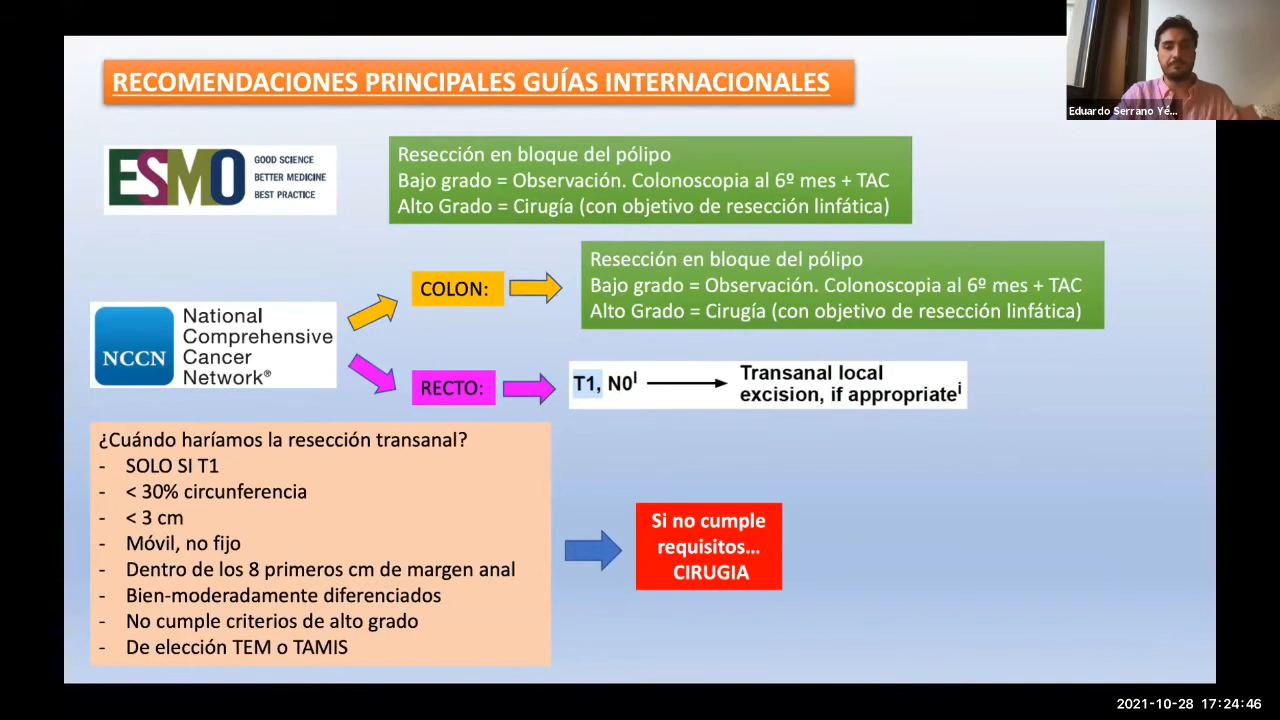 RECOMENDACIONES PRINCIPALES GUÍAS INTERNACIONALES
Eduardo Serrano Yé...
ESMO
GOOD SCIENCE
BETTER MEDICINE
BEST PRACTICE
Resección en bloque del pólipo
Bajo grado = Observación. Colonoscopia al 6º mes + TAC
Alto Grado = Cirugía (con objetivo de resección linfática)
NCCN
National
Comprehensive
Cancer
Network®
COLON:
Resección en bloque del pólipo
Bajo grado = Observación. Colonoscopia al 6º mes + TAC
Alto Grado = Cirugía (con objetivo de resección linfática)
RECTO:
T1, N0ˡ
Transanal local
excision, if appropriateⁱ
¿Cuándo haríamos la resección transanal?
- SOLO SI T1
- < 30% circunferencia
- < 3 cm
- Móvil, no fijo
- Dentro de los 8 primeros cm de margen anal
- Bien-moderadamente diferenciados
- No cumple criterios de alto grado
- De elección TEM o TAMIS
Si no cumple
requisitos...
CIRUGIA
2021-10-28 17:24:46